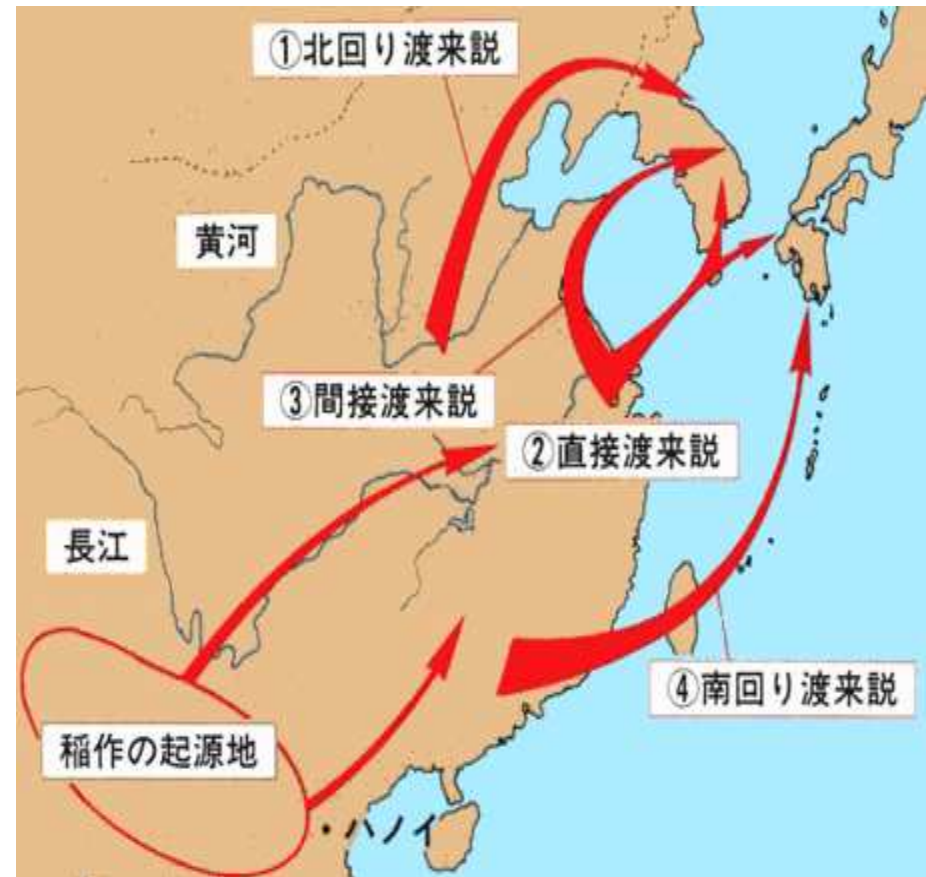 ①北回り渡来説
黄河
③間接渡来説
②直接渡来説
長江
④南回り渡来説
稲作の起源地
・ハノイ